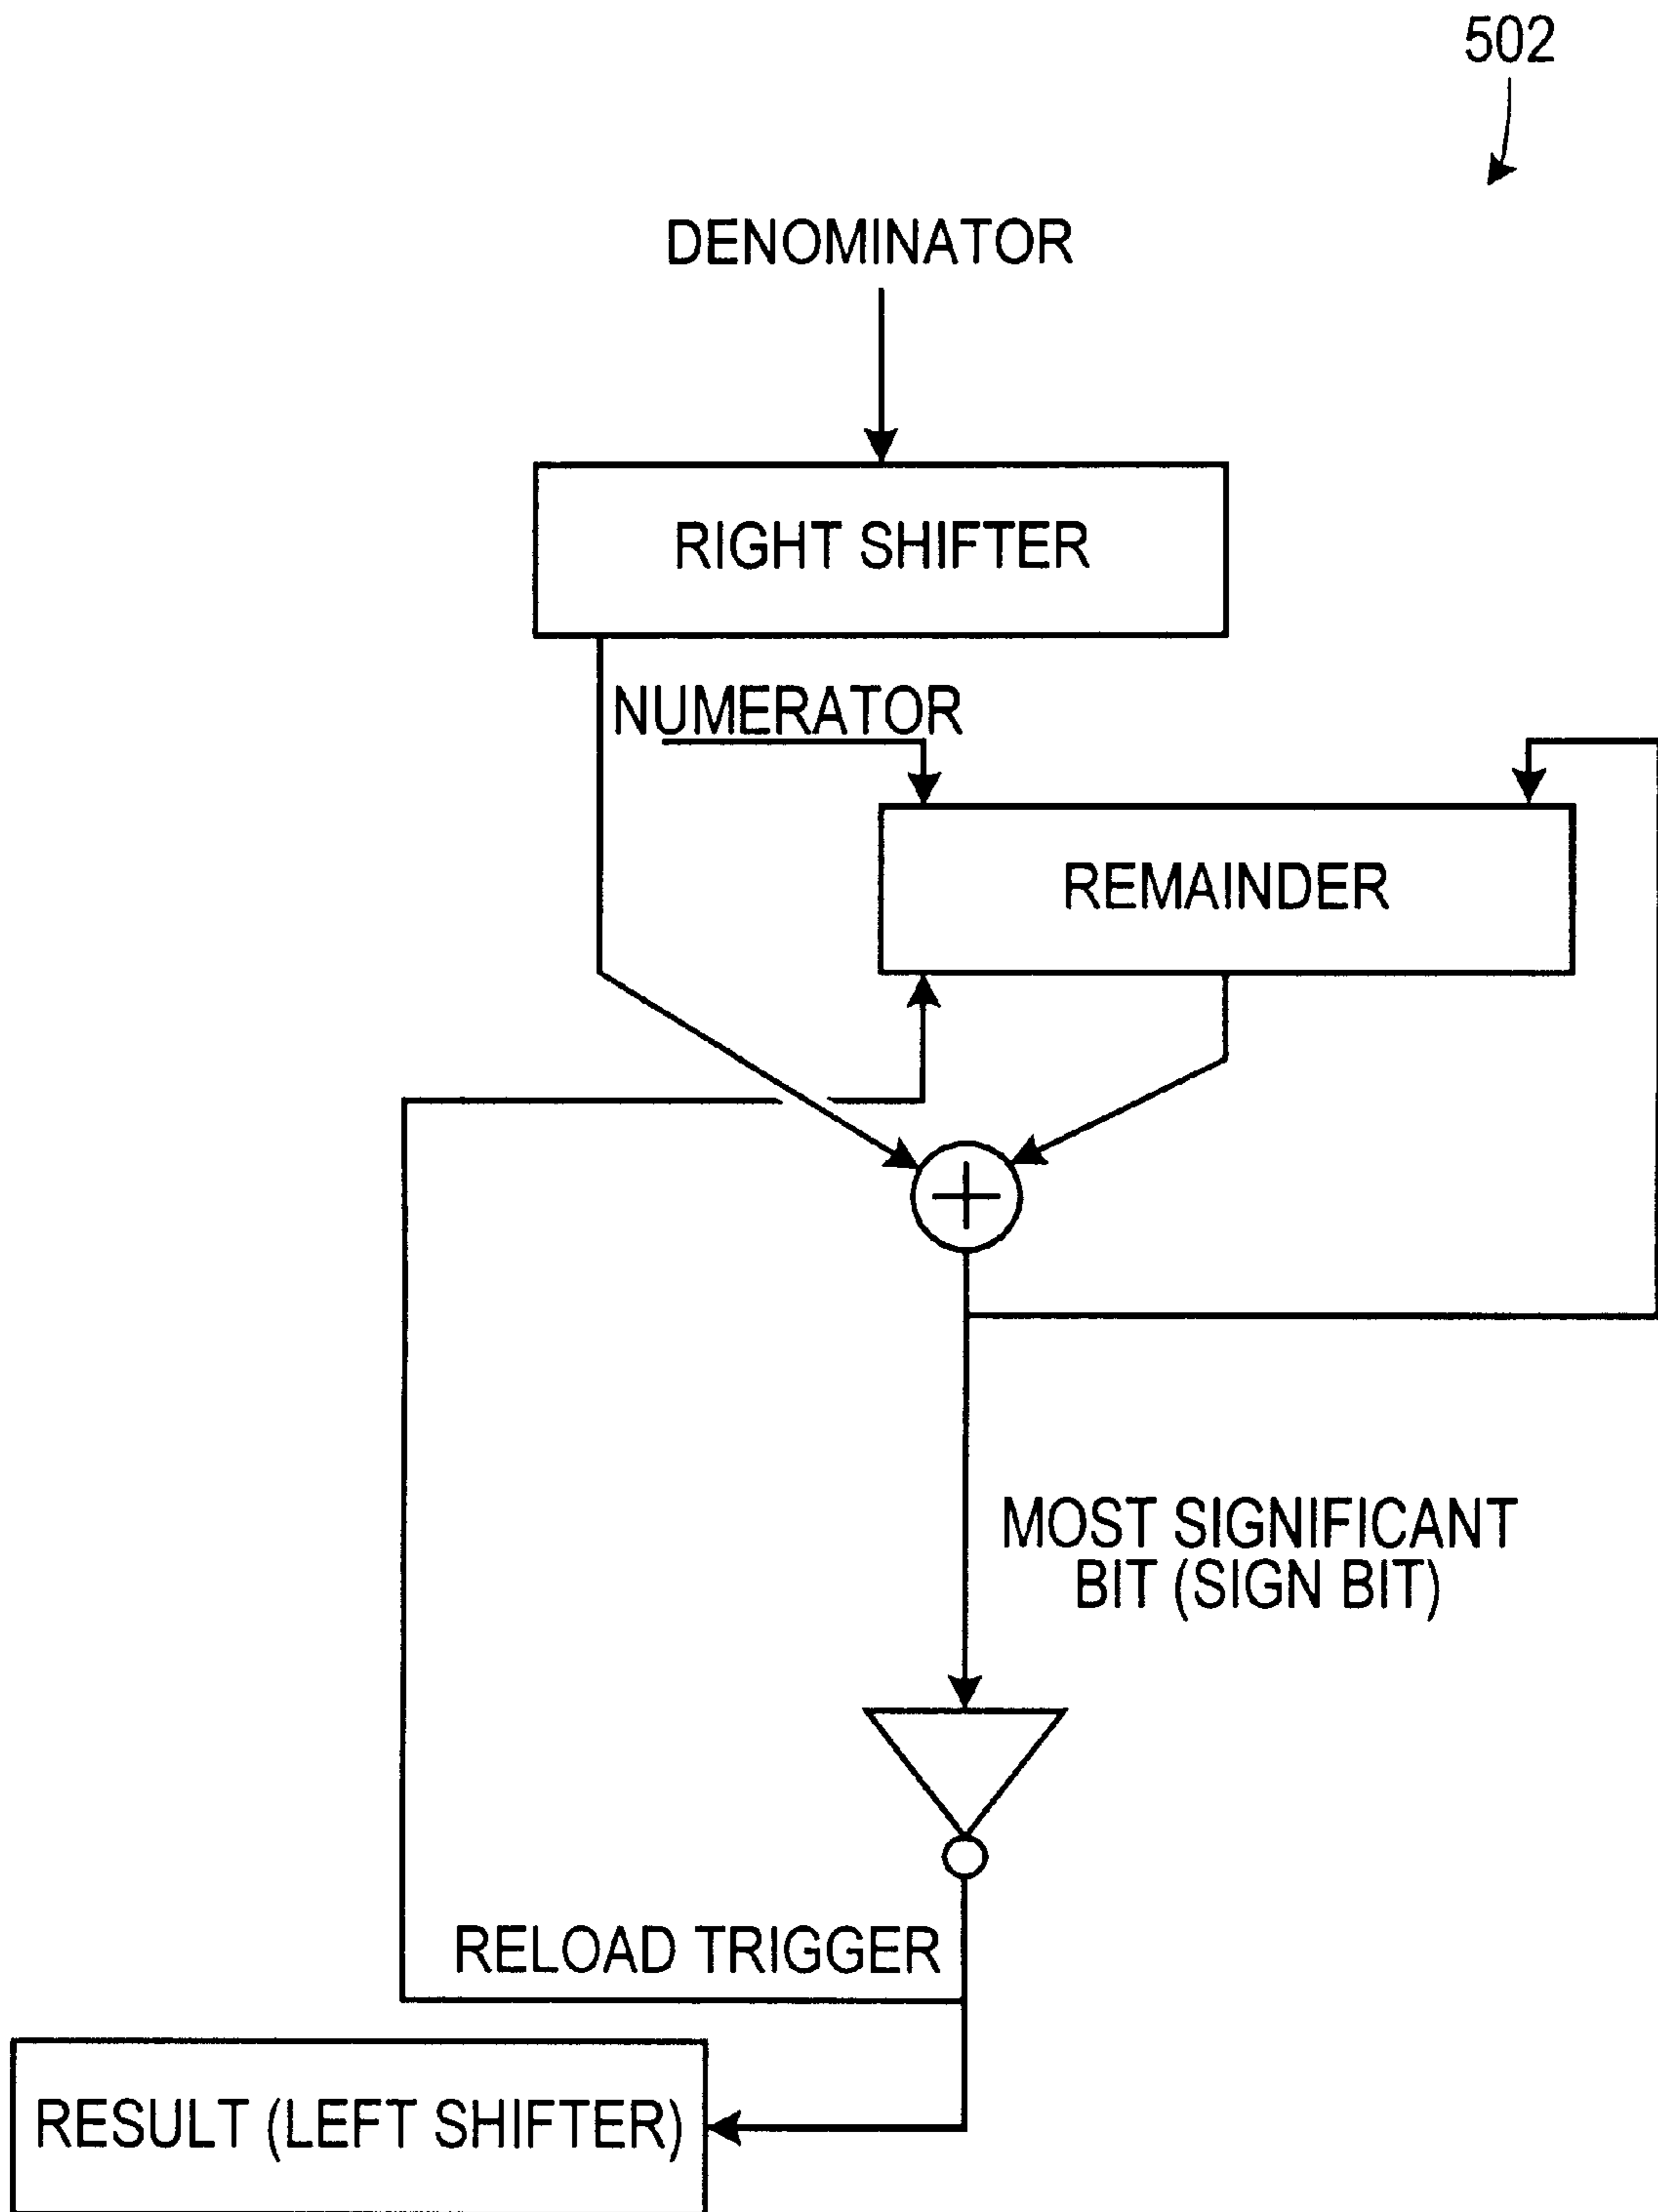 502
DENOMINATOR
RIGHT SHIFTER
NUMERATOR
REMAINDER
MOST SIGNIFICANT
BIT (SIGN BIT)
RELOAD TRIGGER
RESULT (LEFT SHIFTER)